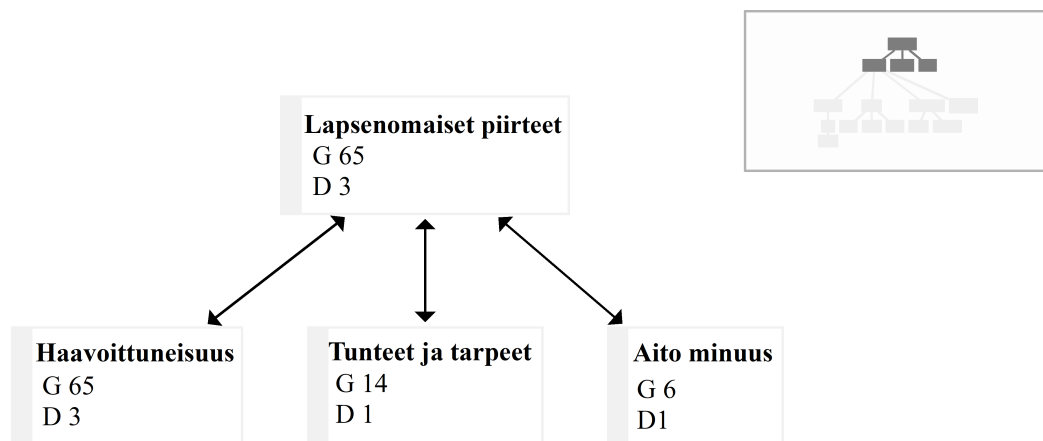 Lapsenomaiset piirteet
G 65
D 3
Haavoittuneisuus
G 65
D 3
Tunteet ja tarpeet
G 14
D 1
Aito minuus
G 6
D1